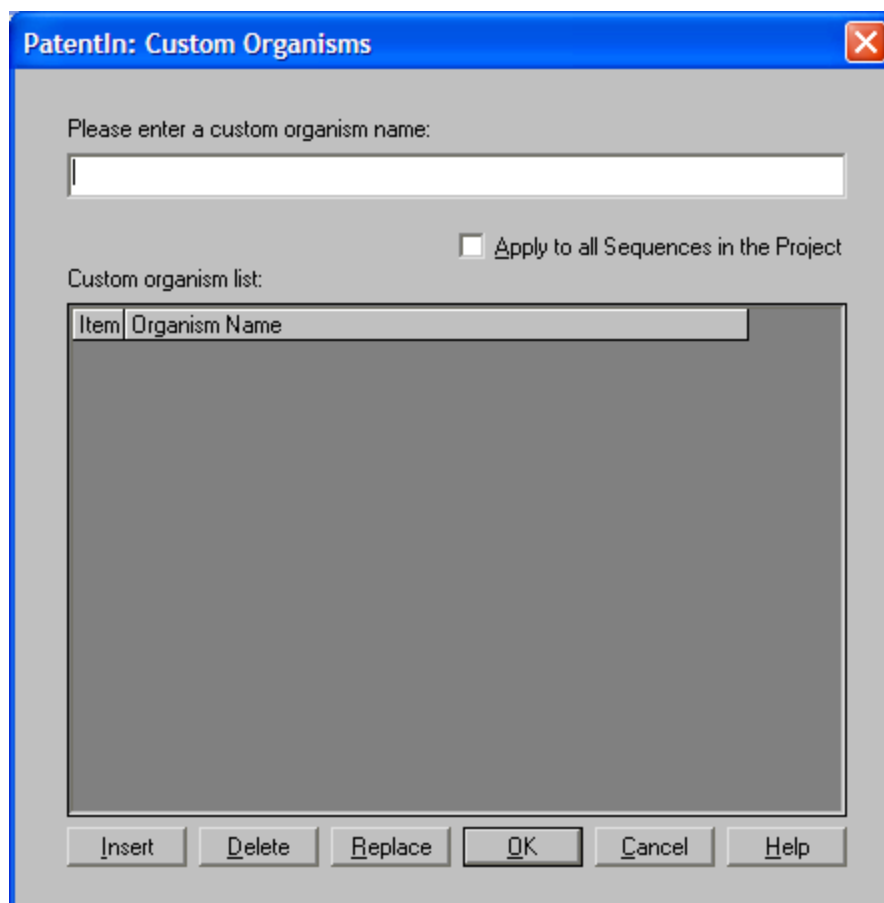 PatentIn: Custom Organisms
Please enter a custom organism name:
Apply to all Sequences in the Project
Custom organism list:
Item Organism Name
Insert Delete Replace OK Cancel Help